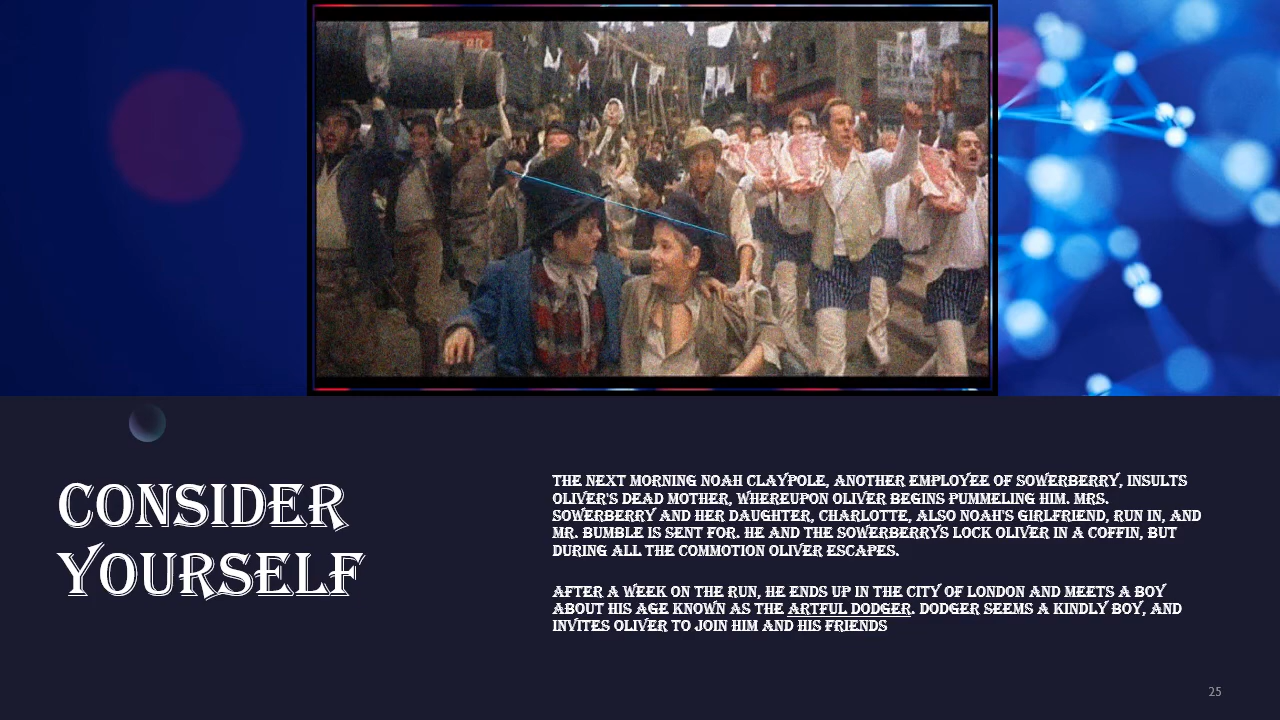 CONSIDER
YOURSELF
THE NEXT MORNING NOAH CLAYPOLE, ANOTHER EMPLOYEE OF SOWERBERRY, INSULTS
OLIVER'S DEAD MOTHER, WHEREUPON OLIVER BEGINS PUMMELING HIM. MRS.
SOWERBERRY AND HER DAUGHTER, CHARLOTTE, ALSO NOAH'S GIRLFRIEND, RUN IN, AND
MR. BUMBLE IS SENT FOR. HE AND THE SOWERBERRYS LOCK OLIVER IN A COFFIN, BUT
DURING ALL THE COMMOTION OLIVER ESCAPES.
AFTER A WEEK ON THE RUN, HE ENDS UP IN THE CITY OF LONDON AND MEETS A BOY
ABOUT HIS AGE KNOWN AS THE ARTFUL DODGER. DODGER SEEMS A KINDLY BOY, AND
INVITES OLIVER TO JOIN HIM AND HIS FRIENDS
25